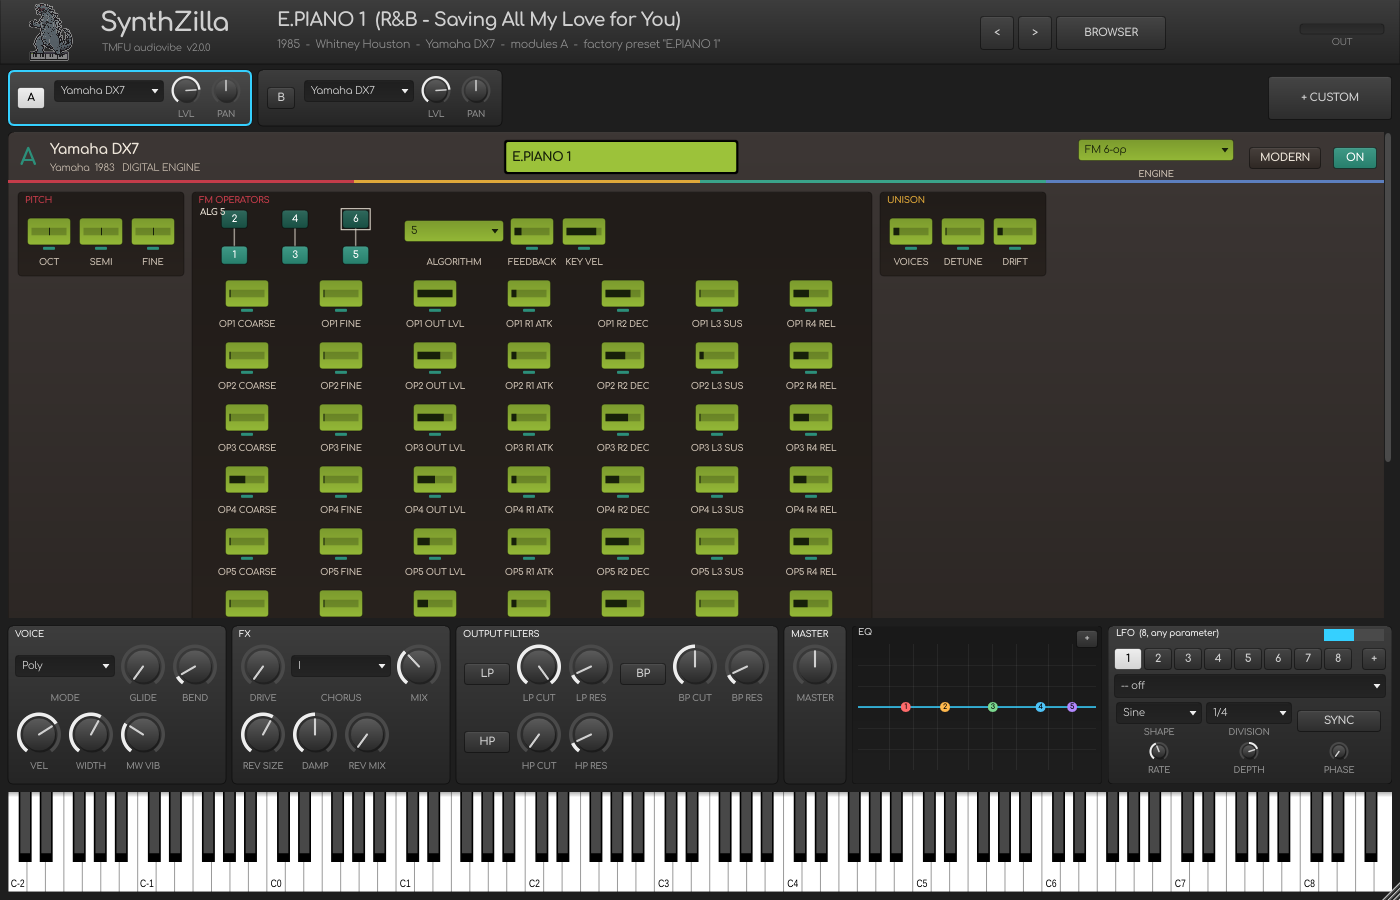 SynthZilla
TMFU audiovibe v2.0.0
E.PIANO 1 (R&B - Saving All My Love for You)
1985 - Whitney Houston - Yamaha DX7 - modules A - factory preset "E.PIANO 1"
< > BROWSER
OUT
A Yamaha DX7 LVL PAN
B Yamaha DX7 LVL PAN
+ CUSTOM
A Yamaha DX7
Yamaha 1983 DIGITAL ENGINE
E.PIANO 1
FM 6-op
ENGINE
MODERN ON
PITCH
OCT SEMI FINE
FM OPERATORS
ALG 5
2 4 6
1 3 5
5
ALGORITHM FEEDBACK KEY VEL
UNISON
VOICES DETUNE DRIFT
OP1 COARSE OP1 FINE OP1 OUT LVL OP1 R1 ATK OP1 R2 DEC OP1 L3 SUS OP1 R4 REL
OP2 COARSE OP2 FINE OP2 OUT LVL OP2 R1 ATK OP2 R2 DEC OP2 L3 SUS OP2 R4 REL
OP3 COARSE OP3 FINE OP3 OUT LVL OP3 R1 ATK OP3 R2 DEC OP3 L3 SUS OP3 R4 REL
OP4 COARSE OP4 FINE OP4 OUT LVL OP4 R1 ATK OP4 R2 DEC OP4 L3 SUS OP4 R4 REL
OP5 COARSE OP5 FINE OP5 OUT LVL OP5 R1 ATK OP5 R2 DEC OP5 L3 SUS OP5 R4 REL
VOICE
Poly
MODE GLIDE BEND
VEL WIDTH MW VIB
FX
I
DRIVE CHORUS MIX
REV SIZE DAMP REV MIX
OUTPUT FILTERS
LP LP CUT LP RES BP BP CUT BP RES
HP HP CUT HP RES
MASTER
MASTER
EQ
+
1 2 3 4 5
LFO (8, any parameter)
1 2 3 4 5 6 7 8 +
-- off
Sine 1/4 SYNC
SHAPE DIVISION
RATE DEPTH PHASE
C-2 C-1 C0 C1 C2 C3 C4 C5 C6 C7 C8